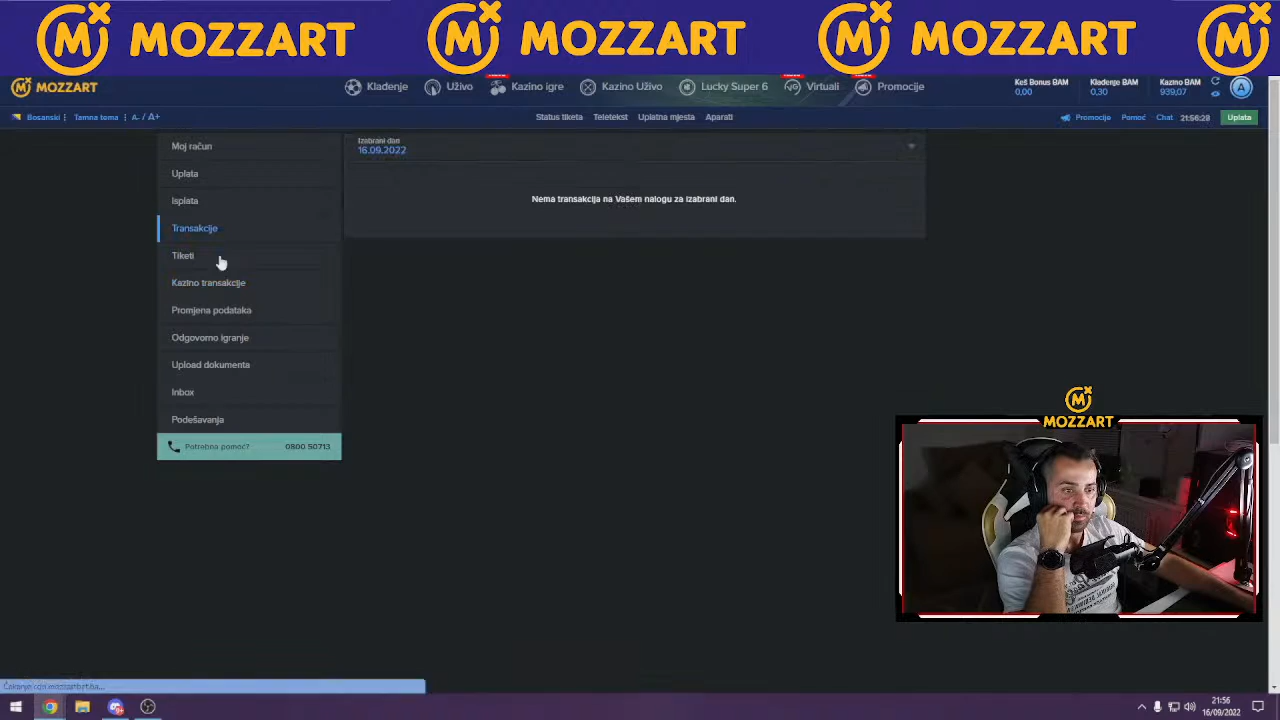 MOZZART MOZZART MOZZART
MOZZART
Klađenje
Uživo
Kazino igre
Kazino Uživo
Lucky Super 6
Virtuali
Promocije
Keš Bonus BAM
0,00
Klađenje BAM
0,30
Kazino BAM
939,07
A
Bosanski
Tamna tema
A- / A+
Status tiketa
Teletekst
Uplatna mjesta
Aparati
Promocije
Pomoć
Chat
21:56:28
Uplata
Moj račun
Uplata
Isplata
Transakcije
Tiketi
Kazino transakcije
Promjena podataka
Odgovorno igranje
Upload dokumenta
Inbox
Podešavanja
Potrebna pomoć? 0800 50713
Izabrani dan
16.09.2022
Nema transakcija na Vašem nalogu za izabrani dan.
MOZZART
21:56
16/09/2022